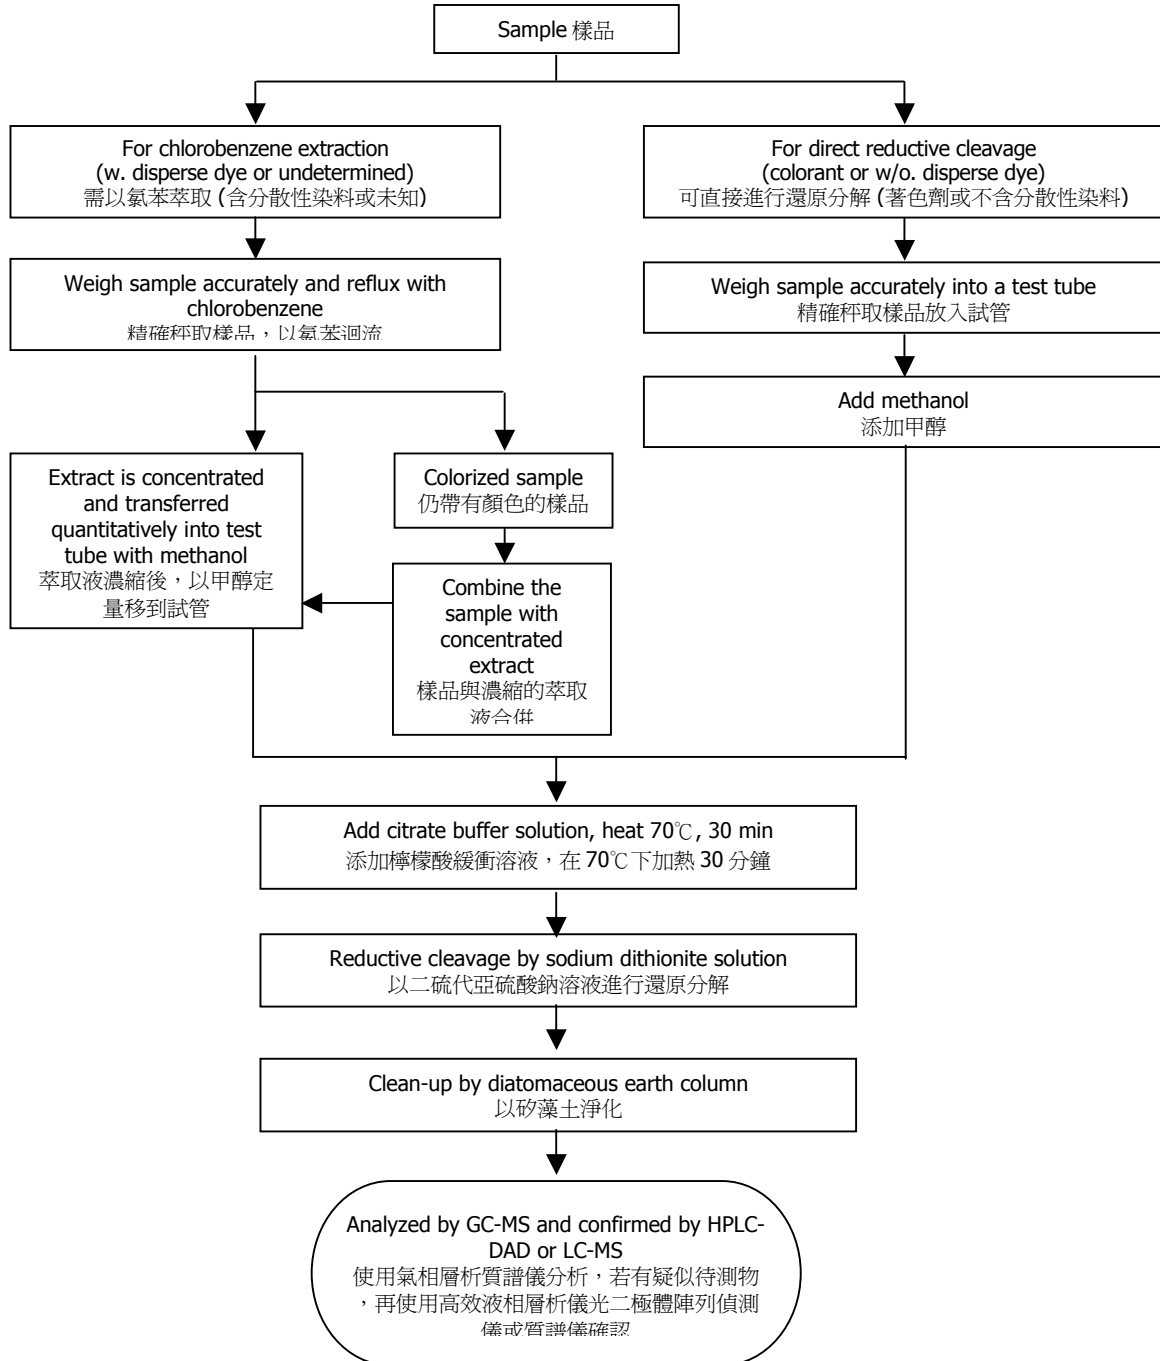 Sample 樣品
For chlorobenzene extraction
(w. disperse dye or undetermined)
需以氯苯萃取 (含分散性染料或未知)
For direct reductive cleavage
(colorant or w/o. disperse dye)
可直接進行還原分解 (著色劑或不含分散性染料)
Weigh sample accurately and reflux with
chlorobenzene
精確秤取樣品，以氯苯迴流
Weigh sample accurately into a test tube
精確秤取樣品放入試管
Add methanol
添加甲醇
Extract is concentrated
and transferred
quantitatively into test
tube with methanol
萃取液濃縮後，以甲醇定
量移到試管
Colorized sample
仍帶有顏色的樣品
Combine the
sample with
concentrated
extract
樣品與濃縮的萃取
液合併
Add citrate buffer solution, heat 70℃, 30 min
添加檸檬酸緩衝溶液，在 70℃下加熱 30 分鐘
Reductive cleavage by sodium dithionite solution
以二硫代亞硫酸鈉溶液進行還原分解
Clean-up by diatomaceous earth column
以矽藻土淨化
Analyzed by GC-MS and confirmed by HPLC-
DAD or LC-MS
使用氣相層析質譜儀分析，若有疑似待測物
，再使用高效液相層析儀光二極體陣列偵測
儀或質譜儀確認